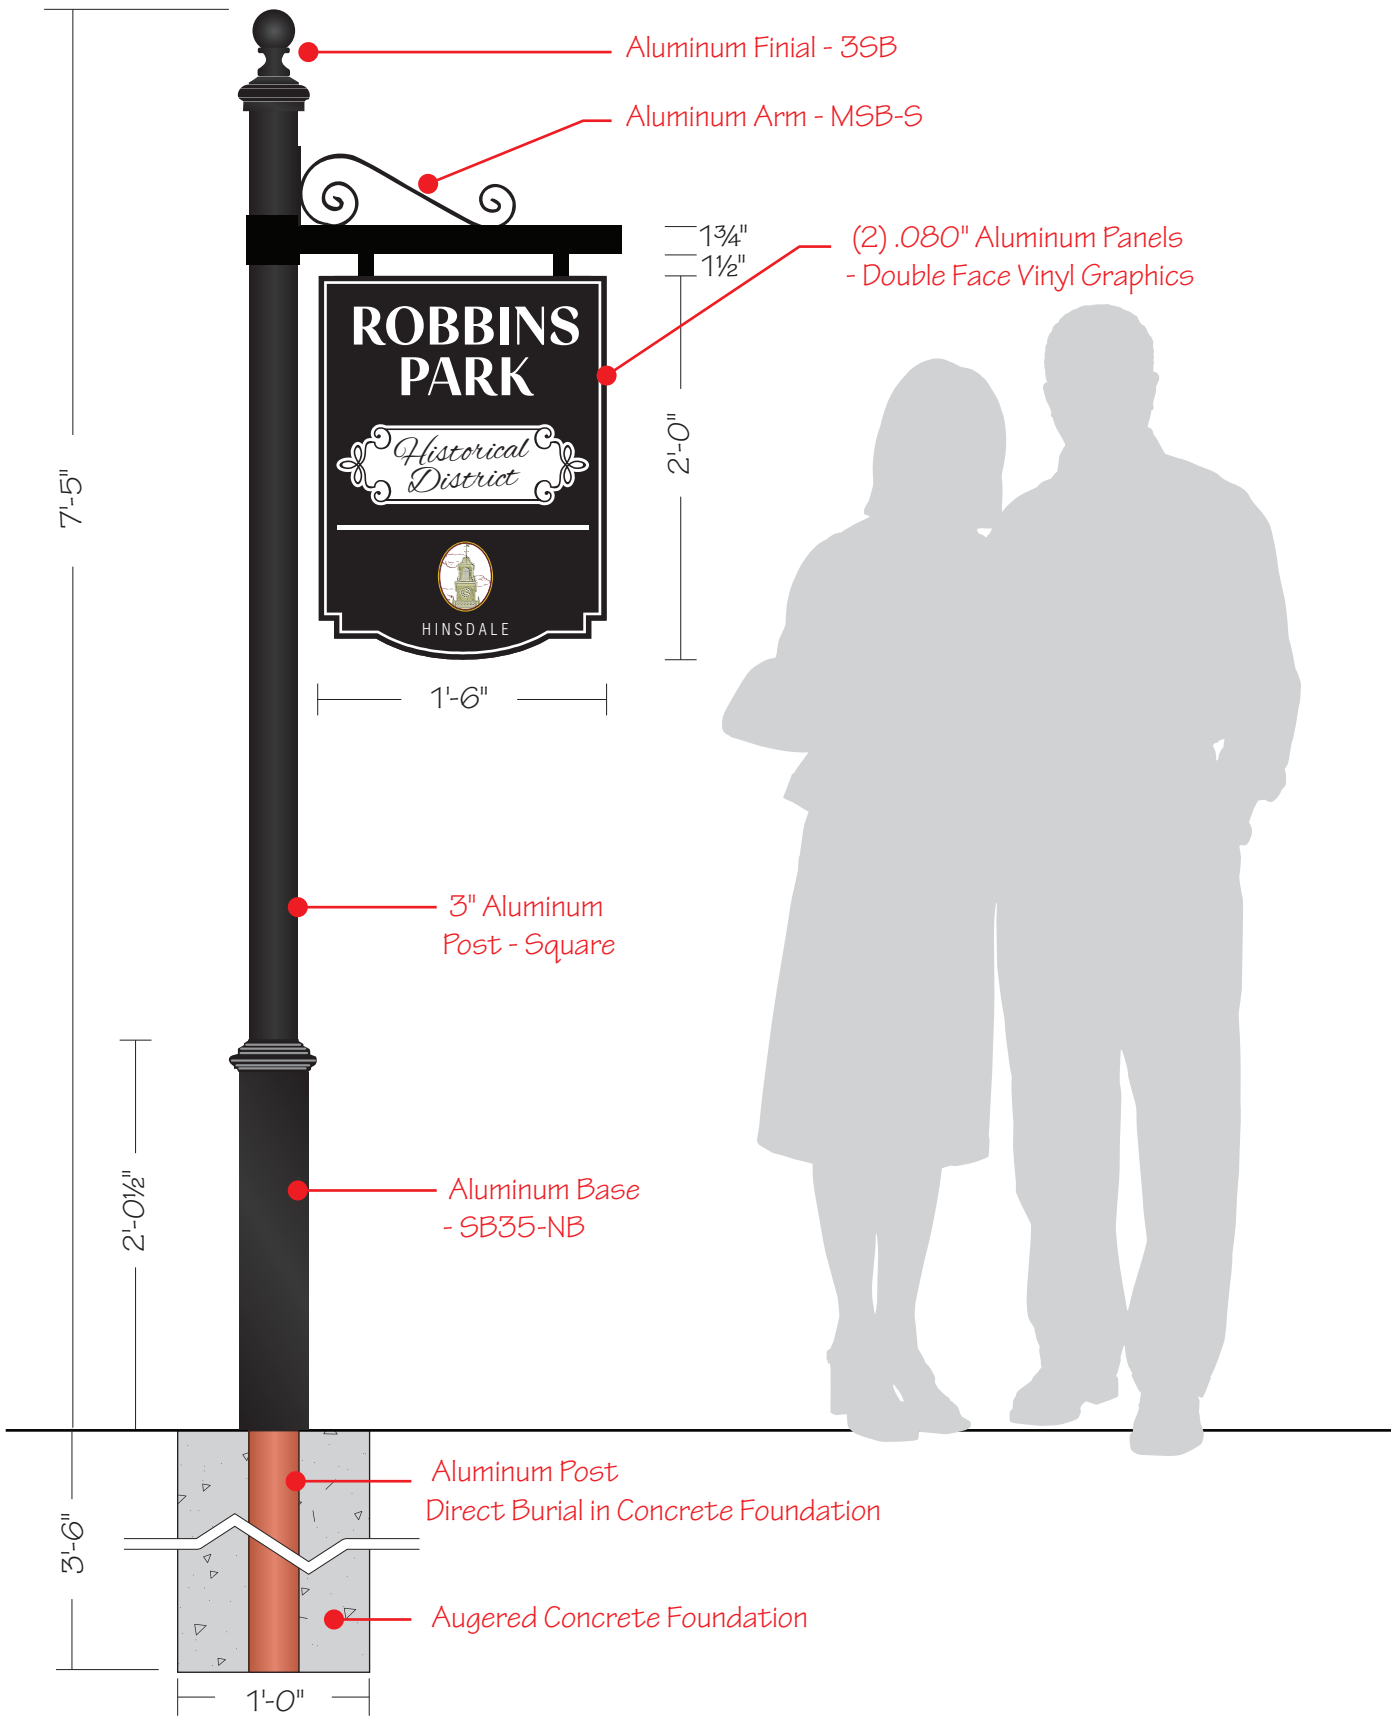 Aluminum Finial - 3SB
Aluminum Arm - MSB-S
1¾"
1½"
(2) .080" Aluminum Panels
- Double Face Vinyl Graphics
ROBBINS
PARK
Historical
District
HINSDALE
2'-0"
1'-6"
7'-5"
3" Aluminum
Post - Square
2'-0½"
Aluminum Base
- SB35-NB
Aluminum Post
Direct Burial in Concrete Foundation
3'-6"
Augered Concrete Foundation
1'-0"